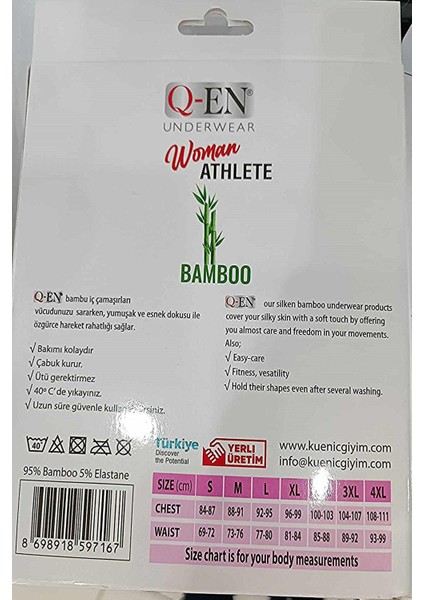 Q-EN®
UNDERWEAR
Woman
ATHLETE
BAMBOO
Q-EN® bambu iç çamaşırları
vücudunuzu sararken, yumuşak ve esnek dokusu ile
özgürce hareket rahatlığı sağlar.
√ Bakımı kolaydır
√ Çabuk kurur.
√ Ütü gerektirmez
√ 40º C'de yıkayınız.
√ Uzun süre güvenle kullanabilirsiniz.
Q-EN® our silken bamboo underwear products
cover your silky skin with a soft touch by offering
you almost care and freedom in your movements.
Also;
√ Easy-care
√ Fitness, vesatility
√ Hold their shapes even after several washing.
40
95% Bamboo 5% Elastane
Türkiye
Discover
the Potential
YERLİ
ÜRETİM
www.kuenicgiyim.com
info@kuenicgiyim.com
SIZE (cm) S M L XL 3XL 4XL
CHEST 84-87 88-91 92-95 96-99 100-103 104-107 108-111
WAIST 69-72 73-76 77-80 81-84 85-88 89-92 93-99
Size chart is for your body measurements
8 698918 597167